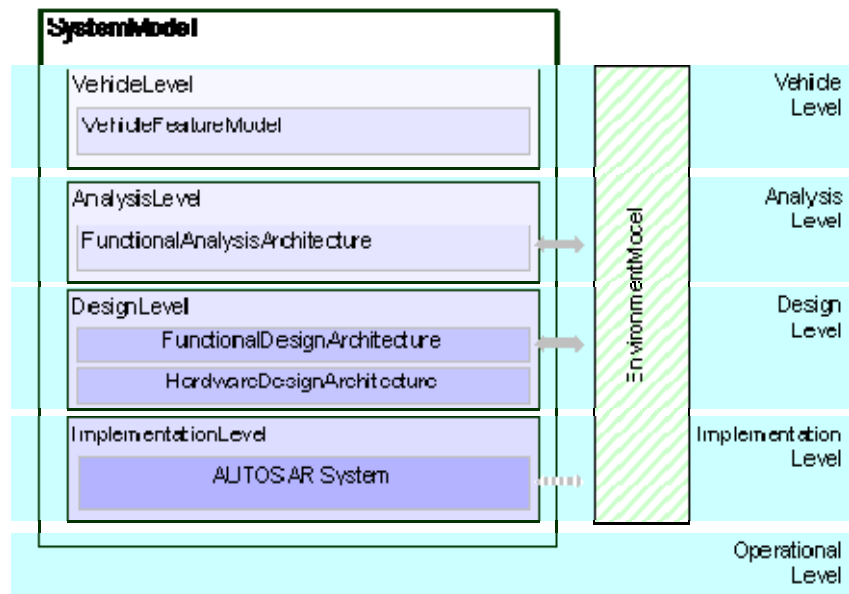 SystemModel
VehicleLevel
VehicleFeatureModel
Vehicle
Level
AnalysisLevel
FunctionalAnalysisArchitecture
Analysis
Level
DesignLevel
FunctionalDesignArchitecture
HardwareDesignArchitecture
Design
Level
ImplementationLevel
AUTOSAR System
Implementation
Level
EnvironmentModel
Operational
Level